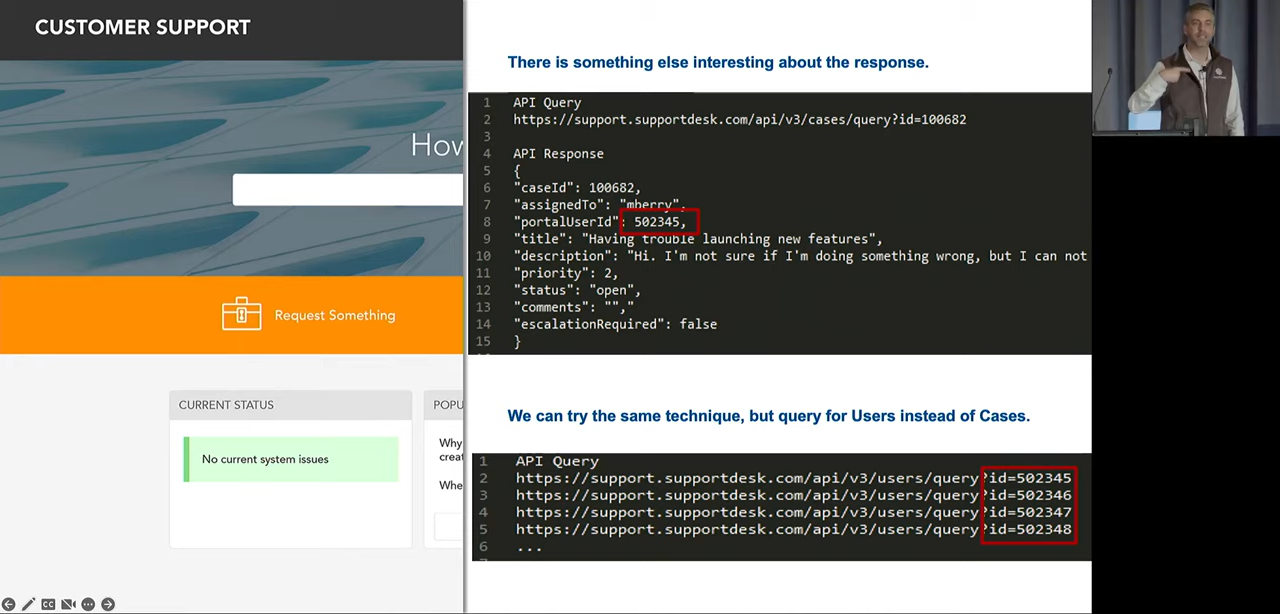 CUSTOMER SUPPORT
How
Request Something
CURRENT STATUS
POPU
No current system issues
Why
creat
Whe
There is something else interesting about the response.
1 API Query
2 https://support.supportdesk.com/api/v3/cases/query?id=100682
3
4 API Response
5 {
6 "caseId": 100682,
7 "assignedTo": "mberry",
8 "portalUserId": 502345,
9 "title": "Having trouble launching new features",
10 "description": "Hi. I'm not sure if I'm doing something wrong, but I can not
11 "priority": 2,
12 "status": "open",
13 "comments": "","
14 "escalationRequired": false
15 }
We can try the same technique, but query for Users instead of Cases.
1 API Query
2 https://support.supportdesk.com/api/v3/users/query?id=502345
3 https://support.supportdesk.com/api/v3/users/query?id=502346
4 https://support.supportdesk.com/api/v3/users/query?id=502347
5 https://support.supportdesk.com/api/v3/users/query?id=502348
6 ...
CC